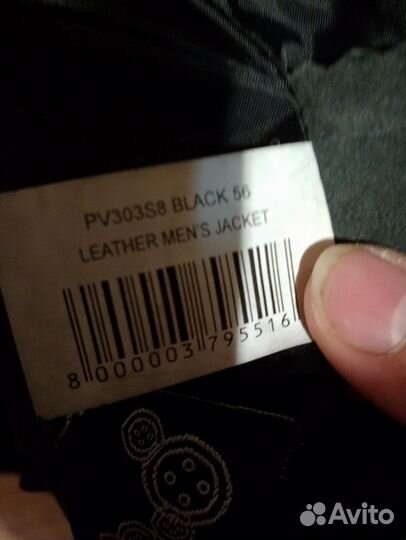 PV303S8 BLACK 56
LEATHER MEN'S JACKET
8 000003 795516
Avito